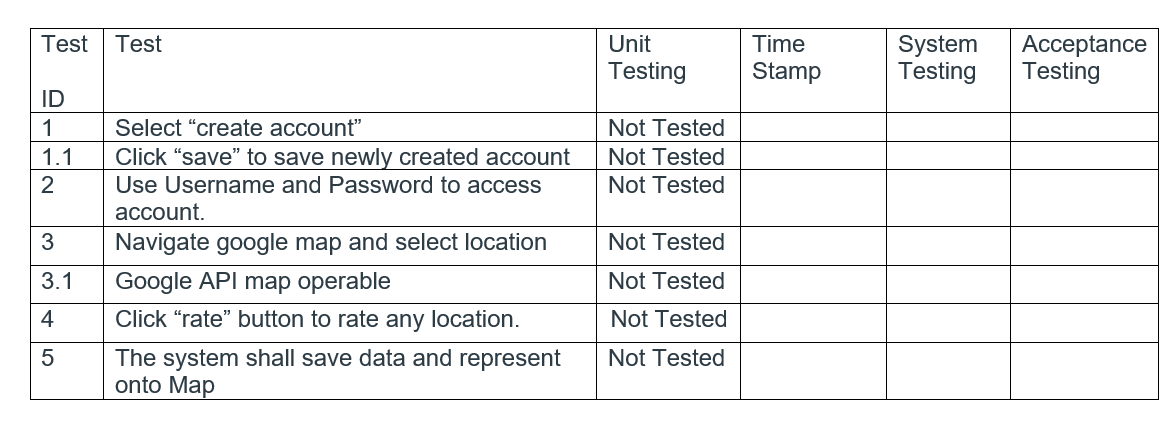 Test Test Unit Time System Acceptance
Testing Stamp Testing Testing
ID
1 Select “create account” Not Tested
1.1 Click “save” to save newly created account Not Tested
2 Use Username and Password to access Not Tested
account.
3 Navigate google map and select location Not Tested
3.1 Google API map operable Not Tested
4 Click “rate” button to rate any location. Not Tested
5 The system shall save data and represent Not Tested
onto Map